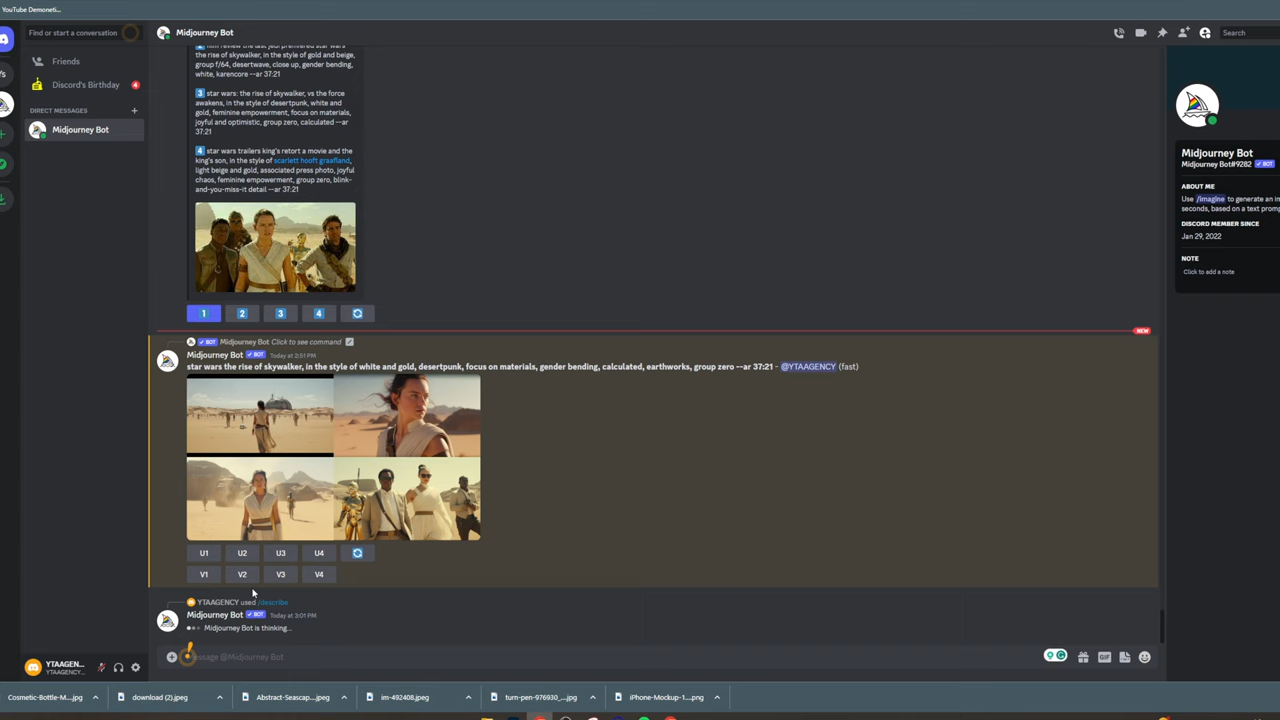 YouTube Demoneti...
Find or start a conversation
Midjourney Bot
Search
Friends
Discord's Birthday
4
DIRECT MESSAGES
Midjourney Bot
the rise of skywalker, in the style of gold and beige,
group f/64, desertwave, close up, gender bending,
white, karencore --ar 37:21
3 star wars: the rise of skywalker, vs the force
awakens, in the style of desertpunk, white and
gold, feminine empowerment, focus on materials,
joyful and optimistic, group zero, calculated --ar
37:21
4 star wars trailers king's retort a movie and the
king's son, in the style of scarlett hooft graafland,
light beige and gold, associated press photo, joyful
chaos, feminine empowerment, group zero, blink-
and-you-miss-it detail --ar 37:21
1 2 3 4
NEW
BOT Midjourney Bot Click to see command
Midjourney Bot BOT Today at 2:51 PM
star wars the rise of skywalker, in the style of white and gold, desertpunk, focus on materials, gender bending, calculated, earthworks, group zero --ar 37:21 - @YTAAGENCY (fast)
U1 U2 U3 U4
V1 V2 V3 V4
YTAAGENCY used /describe
Midjourney Bot BOT Today at 3:01 PM
Midjourney Bot is thinking...
Message @Midjourney Bot
GIF
YTAAGEN...
YTAAGENCY...
Midjourney Bot
Midjourney Bot#9282 BOT
ABOUT ME
Use /imagine to generate an in
seconds, based on a text promp
DISCORD MEMBER SINCE
Jan 29, 2022
NOTE
Click to add a note
Cosmetic-Bottle-M....jpg
download (2).jpeg
Abstract-Seascap....jpeg
im-492408.jpeg
turn-pen-976930_...jpg
iPhone-Mockup-1....png